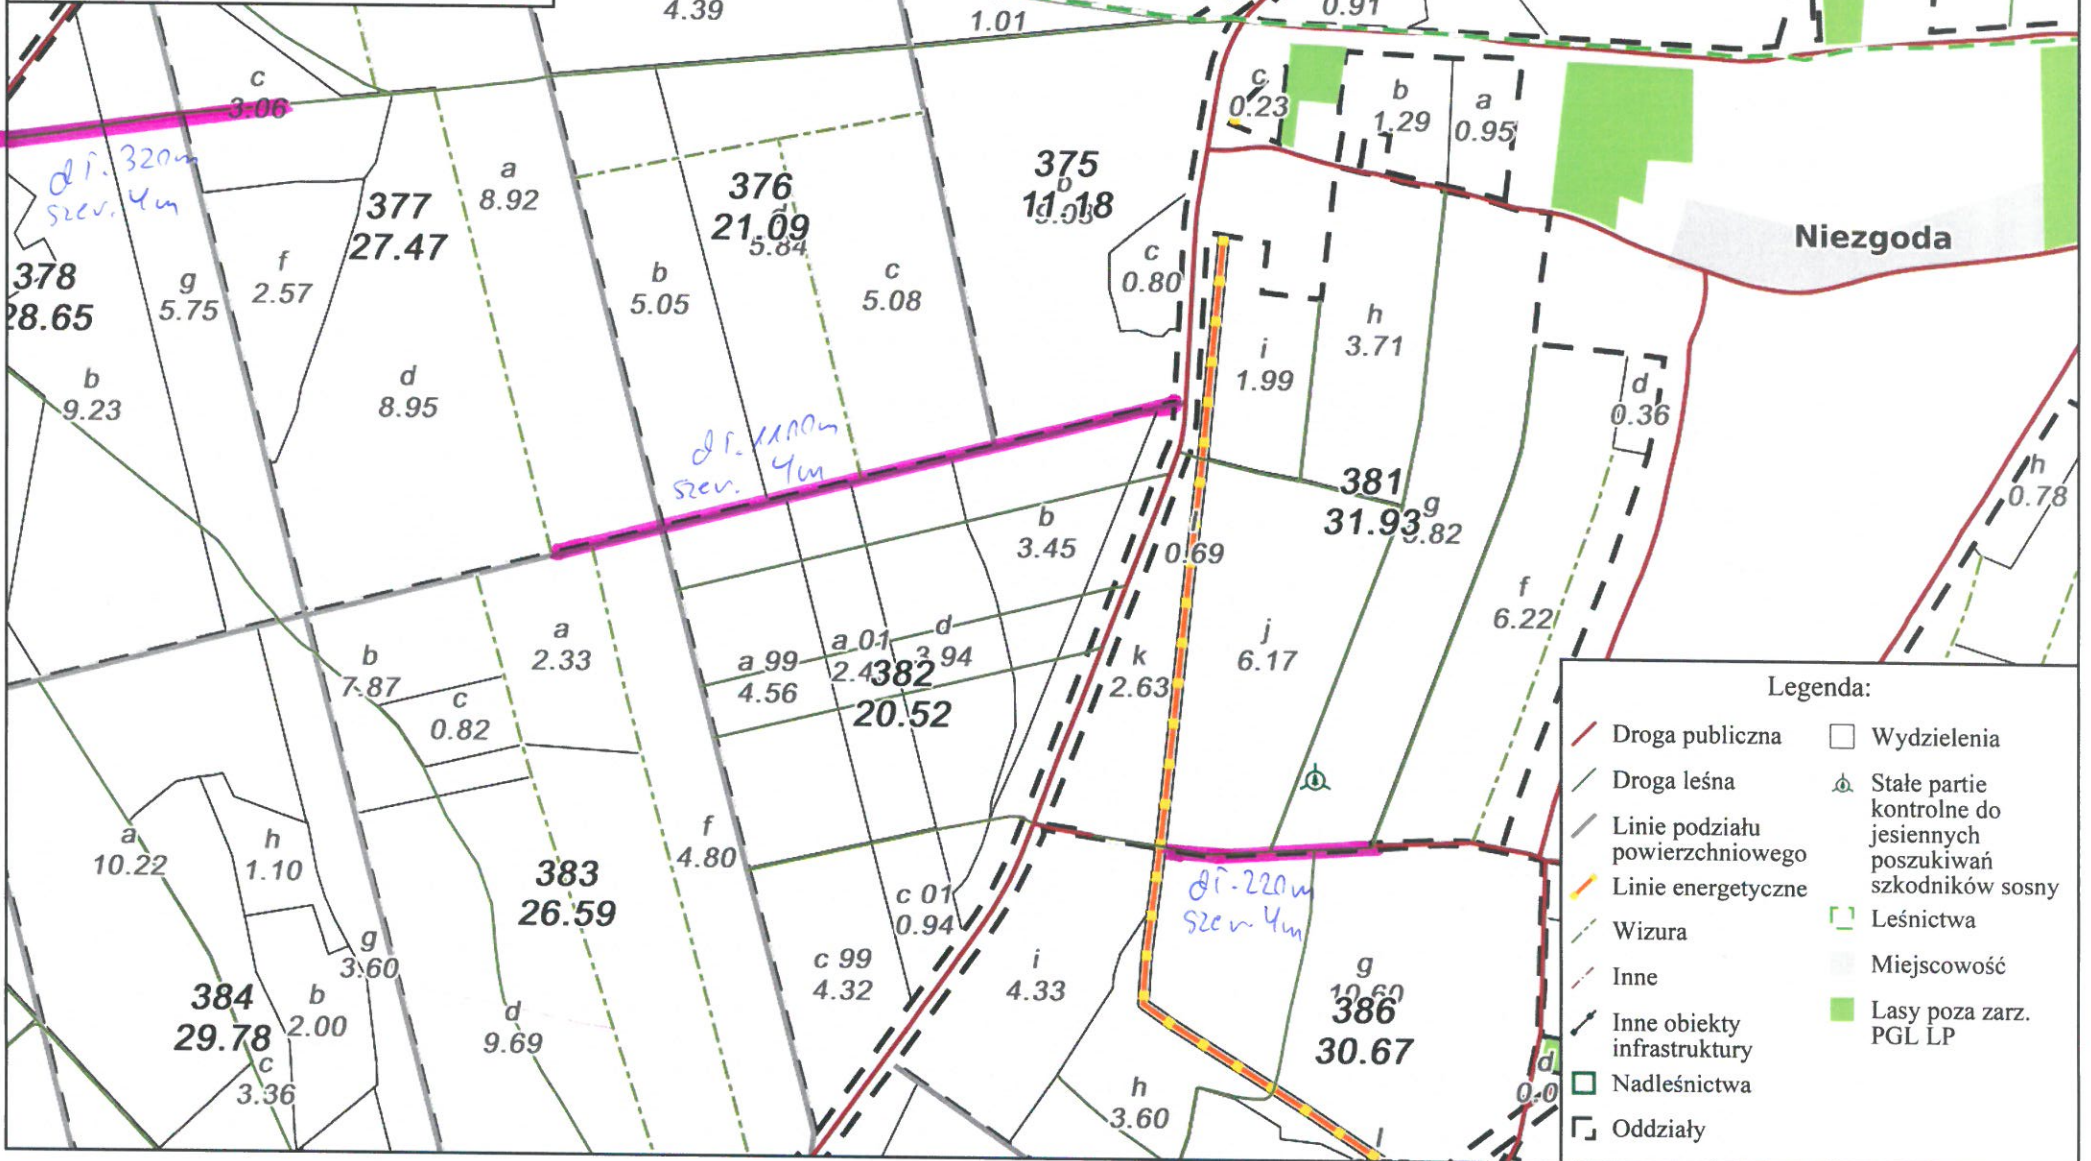 4.39
1.01
0.91
c
3.06
dł. 320m
szer. 4m
377
27.47
a
8.92
376
21.09
d
5.84
375
11.18
b
c
0.23
b
1.29
a
0.95
Niezgoda
378
28.65
g
5.75
f
2.57
b
5.05
c
5.08
c
0.80
h
3.71
i
1.99
b
9.23
d
8.95
d
0.36
dł. 1100m
szer. 4m
381
31.93
g
h
0.78
b
3.45
0.69
f
6.22
b
7.87
a
2.33
c
0.82
a 99
4.56
a 01
d
3.94
382
20.52
k
2.63
j
6.17
a
10.22
h
1.10
f
4.80
383
26.59
dł. 220m
szer 4m
c 01
0.94
c 99
4.32
i
4.33
g
10.60
386
30.67
g
3.60
384
29.78
b
2.00
c
3.36
d
9.69
h
3.60
l
d
0.0
Legenda:
Droga publiczna
Droga leśna
Linie podziału
powierzchniowego
Linie energetyczne
Wizura
Inne
Inne obiekty
infrastruktury
Nadleśnictwa
Oddziały
Wydzielenia
Stałe partie
kontrolne do
jesiennych
poszukiwań
szkodników sosny
Leśnictwa
Miejscowość
Lasy poza zarz.
PGL LP